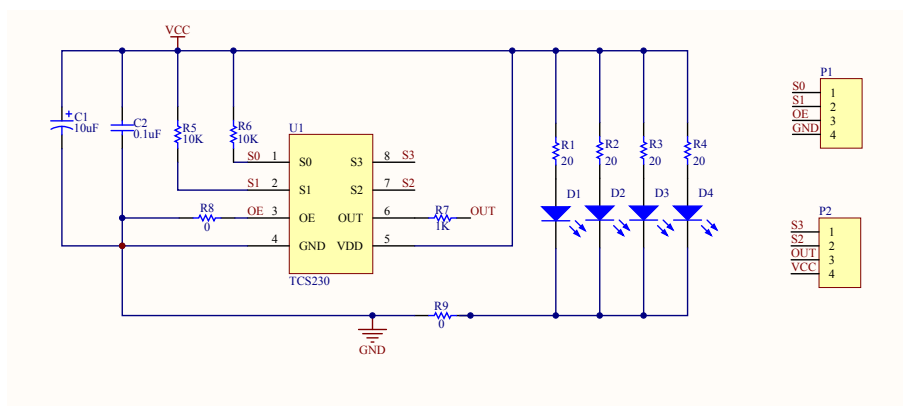 VCC
C1
10uF
C2
0.1uF
R5
10K
R6
10K
U1
S0 1 S0 S3 8 S3
S1 2 S1 S2 7 S2
R8
0
OE 3 OE OUT 6
R7
1K
OUT
4 GND VDD 5
TCS230
R1
20
R2
20
R3
20
R4
20
D1
D2
D3
D4
R9
0
GND
P1
S0 1
S1 2
OE 3
GND 4
P2
S3 1
S2 2
OUT 3
VCC 4